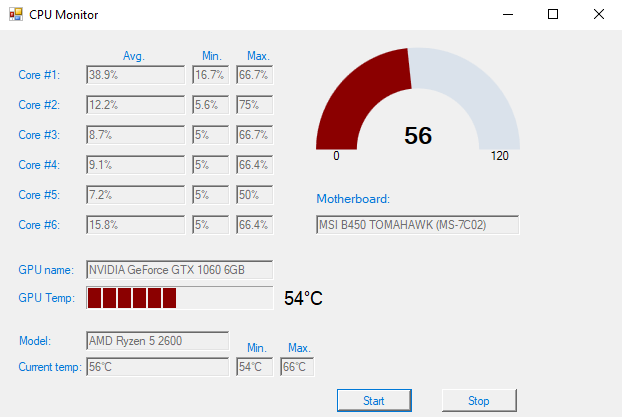 CPU Monitor
Avg. Min. Max.
Core #1: 38.9% 16.7% 66.7%
Core #2: 12.2% 5.6% 75%
Core #3: 8.7% 5% 66.7%
Core #4: 9.1% 5% 66.4%
Core #5: 7.2% 5% 50%
Core #6: 15.8% 5% 66.4%
56
0 120
Motherboard:
MSI B450 TOMAHAWK (MS-7C02)
GPU name: NVIDIA GeForce GTX 1060 6GB
GPU Temp: 54°C
Model: AMD Ryzen 5 2600
Min. Max.
Current temp: 56°C 54°C 66°C
Start Stop